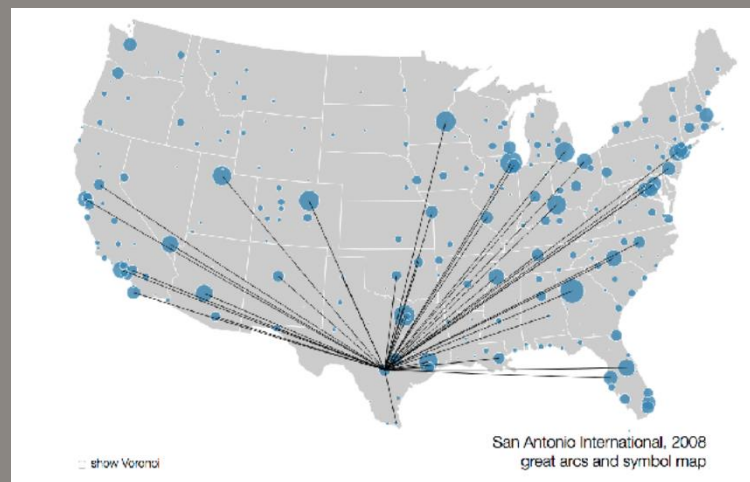 San Antonio International, 2008
great arcs and symbol map
show Voronoi